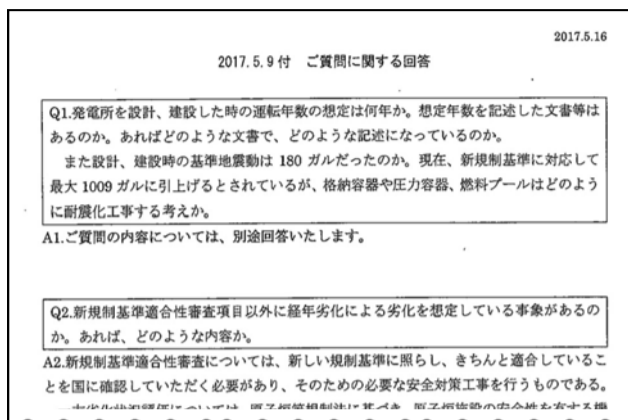 2017.5.16
2017.5.9付　ご質問に関する回答
Q1.発電所を設計、建設した時の運転年数の想定は何年か。想定年数を記述した文書等は
あるのか。あればどのような文書で、どのような記述になっているのか。
また設計、建設時の基準地震動は 180 ガルだったのか。現在、新規制基準に対応して
最大 1009 ガルに引上げるとされているが、格納容器や圧力容器、燃料プールはどのよう
に耐震化工事する考えか。
A1.ご質問の内容については、別途回答いたします。
Q2.新規制基準適合性審査項目以外に経年劣化による劣化を想定している事象があるの
か。あれば、どのような内容か。
A2.新規制基準適合性審査については、新しい規制基準に照らし、きちんと適合しているこ
とを国に確認していただく必要があり、そのための必要な安全対策工事を行うものである。